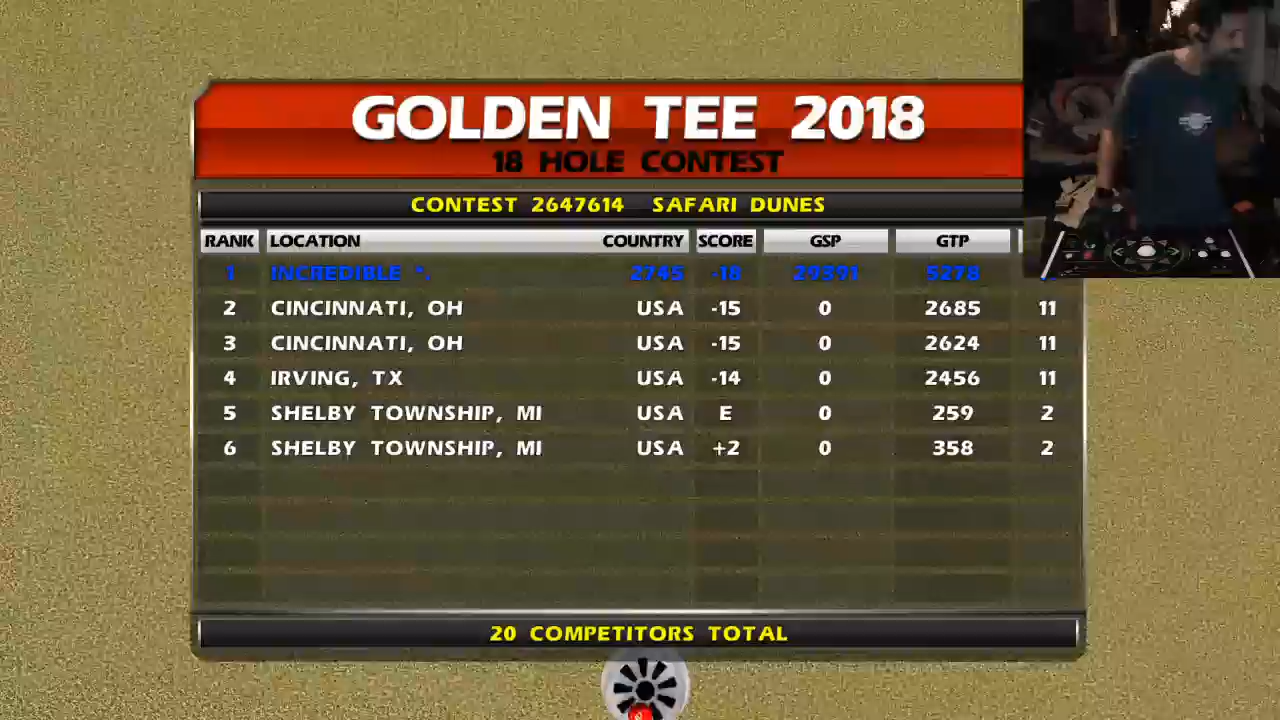 GOLDEN TEE 2018
18 HOLE CONTEST
CONTEST 2647614 SAFARI DUNES
RANK LOCATION COUNTRY SCORE GSP GTP
1 INCREDIBLE *. 2745 -18 29391 5278
2 CINCINNATI, OH USA -15 0 2685 11
3 CINCINNATI, OH USA -15 0 2624 11
4 IRVING, TX USA -14 0 2456 11
5 SHELBY TOWNSHIP, MI USA E 0 259 2
6 SHELBY TOWNSHIP, MI USA +2 0 358 2
20 COMPETITORS TOTAL